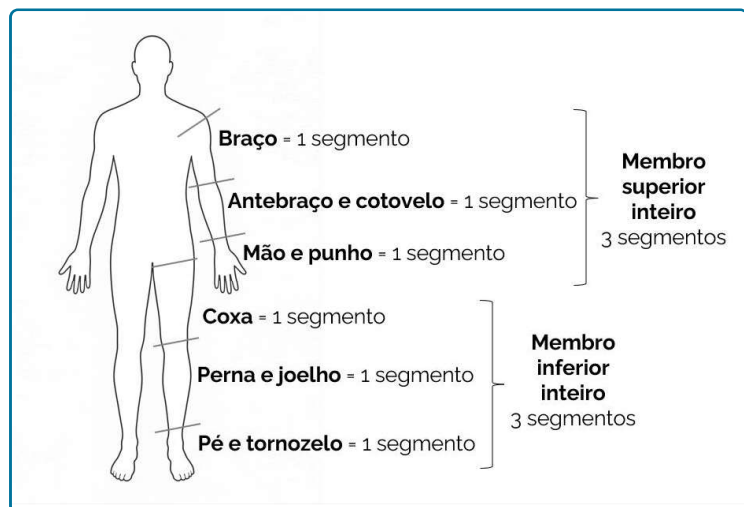 Braço = 1 segmento
Antebraço e cotovelo = 1 segmento
Mão e punho = 1 segmento
Membro
superior
inteiro
3 segmentos
Coxa = 1 segmento
Perna e joelho = 1 segmento
Pé e tornozelo = 1 segmento
Membro
inferior
inteiro
3 segmentos